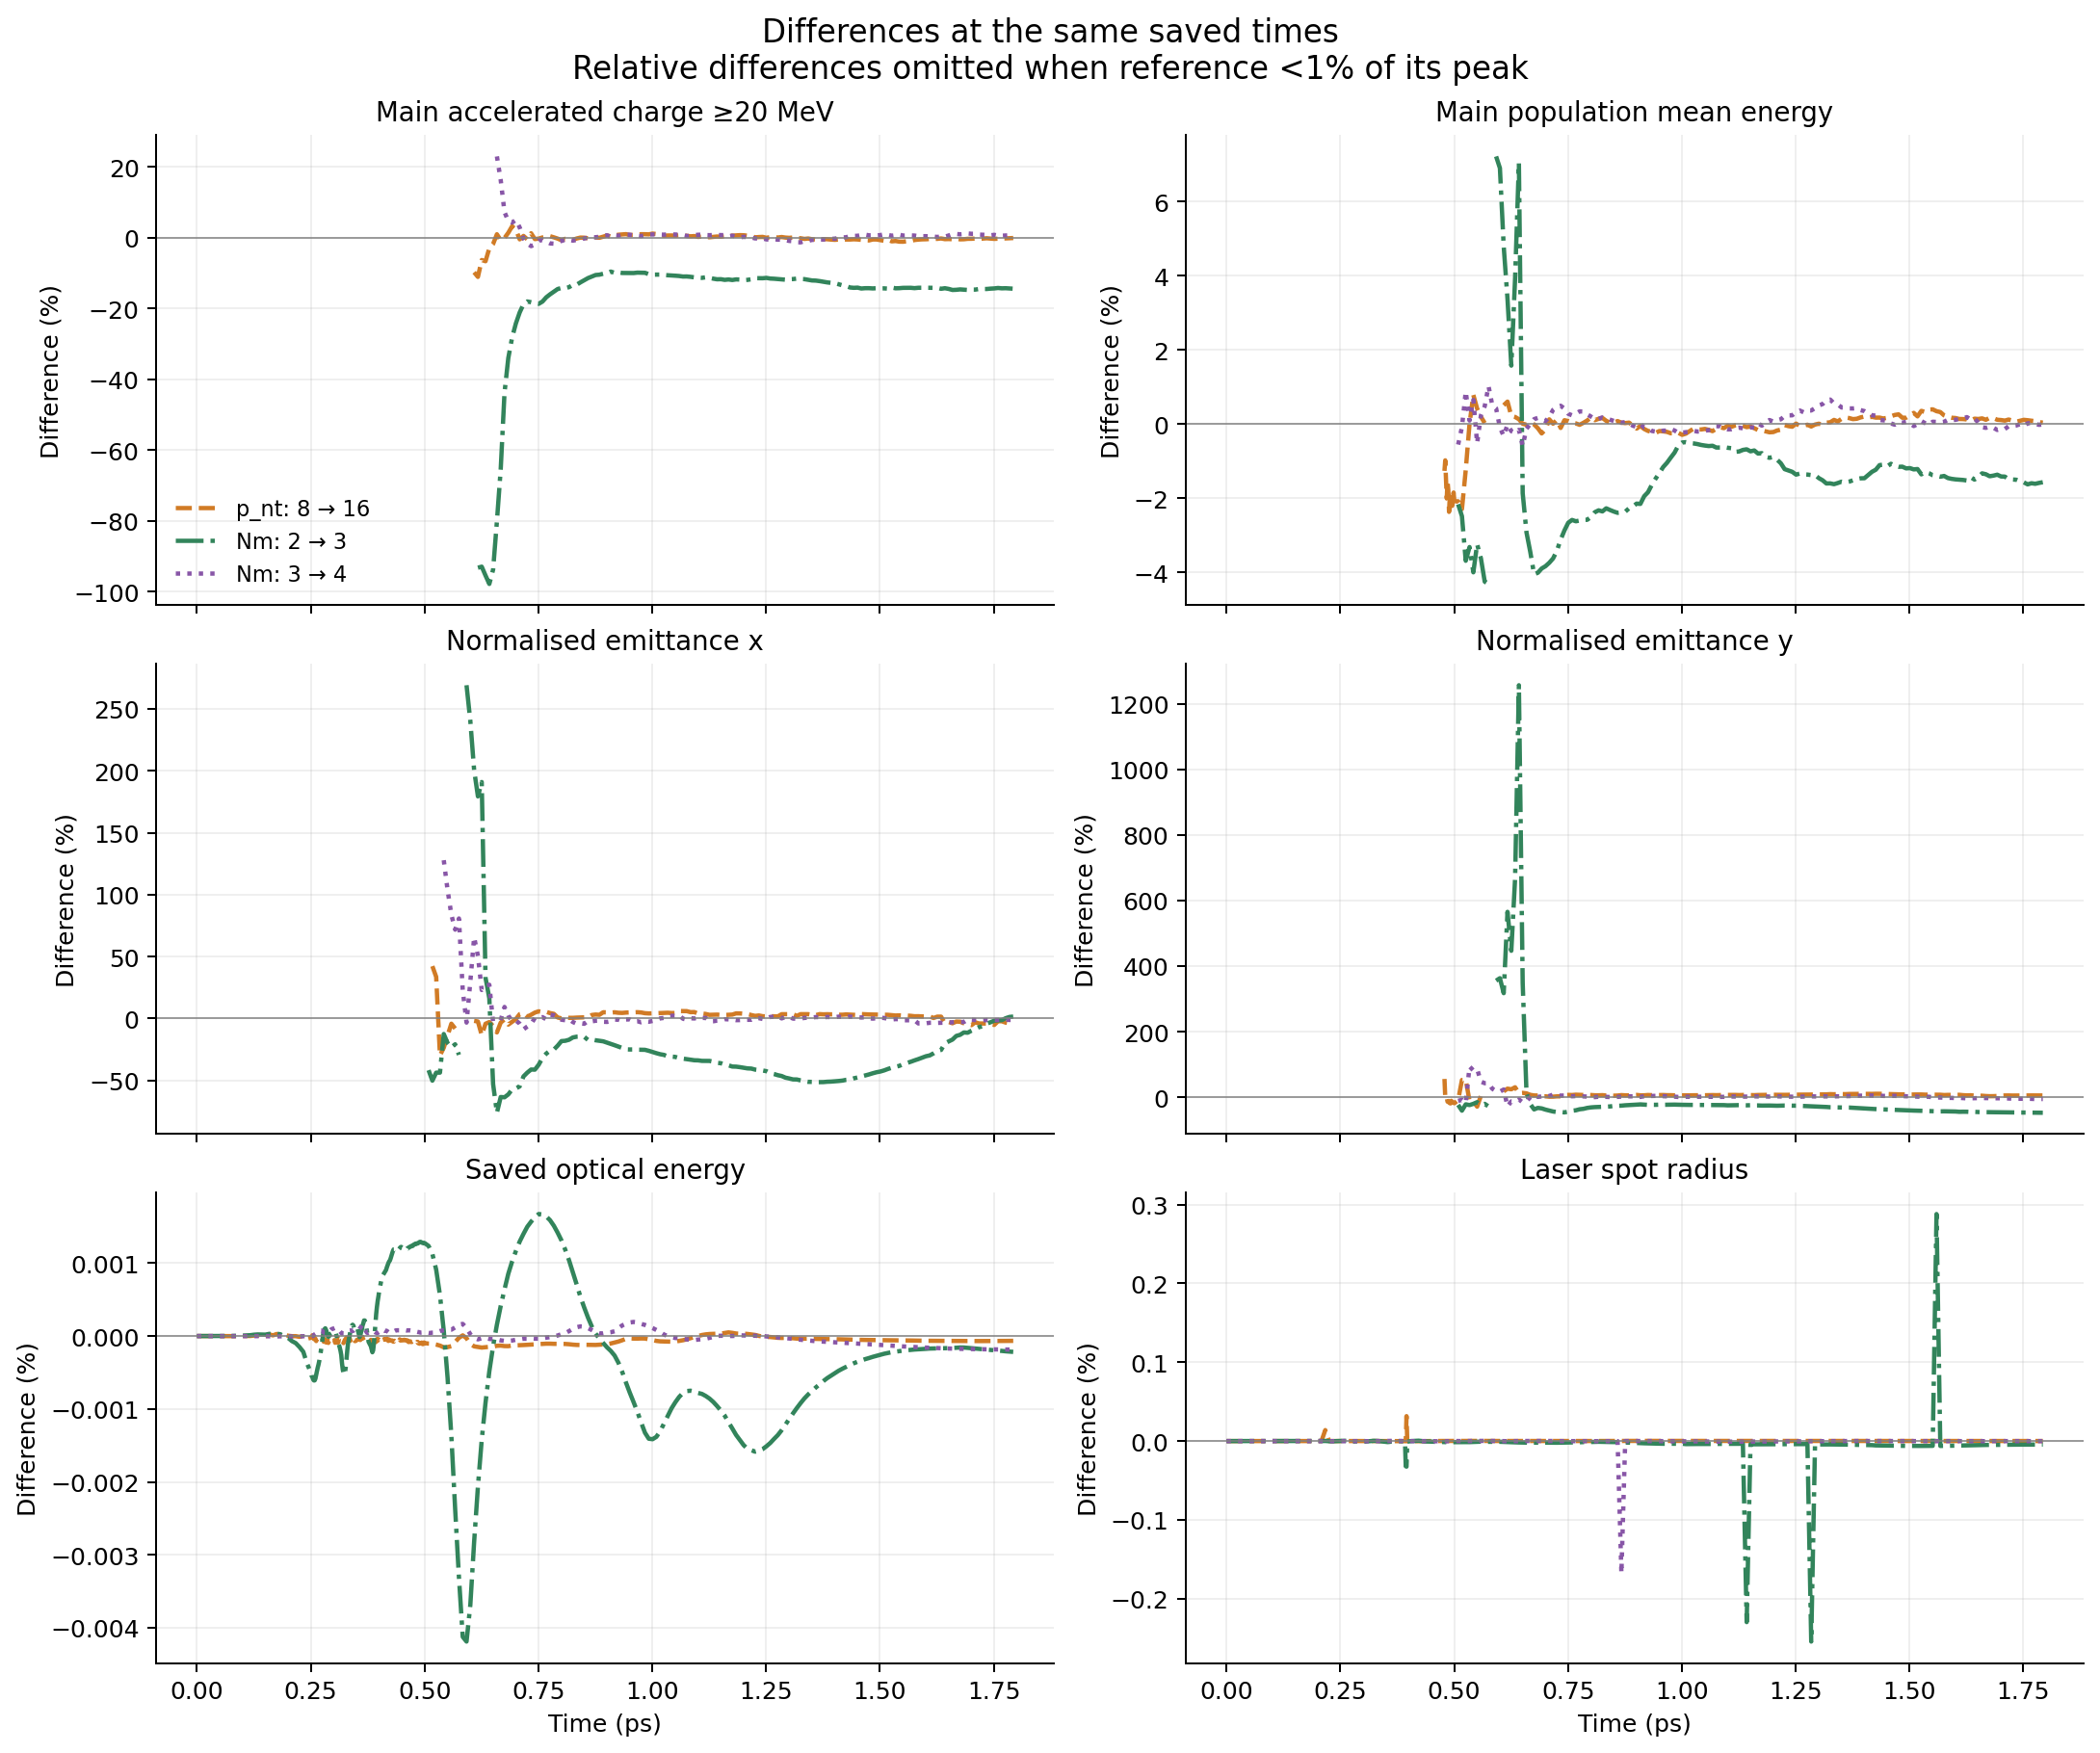 Differences at the same saved times
Relative differences omitted when reference <1% of its peak
Main accelerated charge ≥20 MeV
Difference (%)
20
0
−20
−40
−60
−80
−100
p_nt: 8 → 16
Nm: 2 → 3
Nm: 3 → 4
Main population mean energy
Difference (%)
6
4
2
0
−2
−4
Normalised emittance x
Difference (%)
250
200
150
100
50
0
−50
Normalised emittance y
Difference (%)
1200
1000
800
600
400
200
0
Saved optical energy
Difference (%)
0.001
0.000
−0.001
−0.002
−0.003
−0.004
0.00 0.25 0.50 0.75 1.00 1.25 1.50 1.75
Time (ps)
Laser spot radius
Difference (%)
0.3
0.2
0.1
0.0
−0.1
−0.2
0.00 0.25 0.50 0.75 1.00 1.25 1.50 1.75
Time (ps)